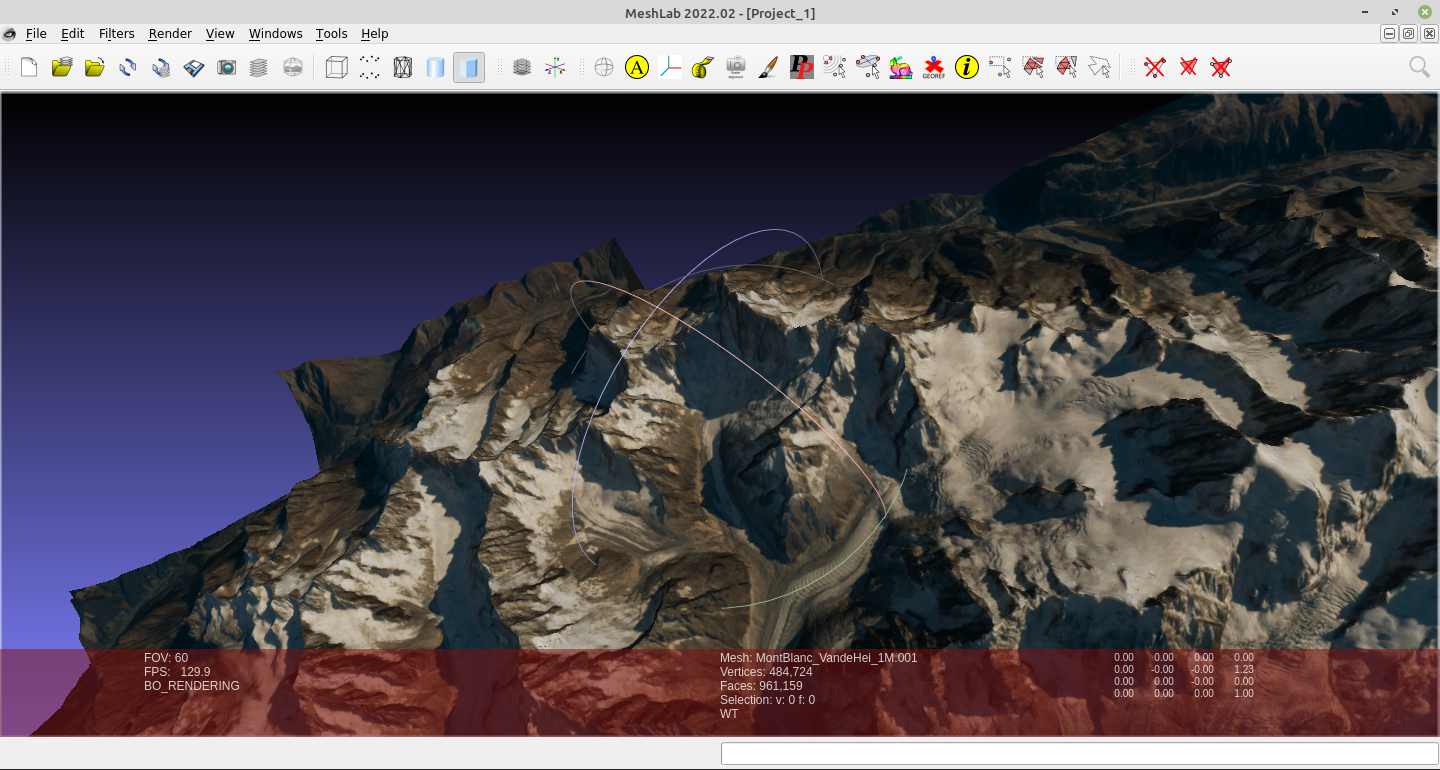 MeshLab 2022.02 - [Project_1]
File Edit Filters Render View Windows Tools Help
A
PP
GEOREF
i
FOV: 60
FPS: 129.9
BO_RENDERING
Mesh: MontBlanc_VandeHei_1M:001
Vertices: 484,724
Faces: 961,159
Selection: v: 0 f: 0
WT
0.00 0.00 0.00 0.00
0.00 -0.00 -0.00 1.23
0.00 0.00 -0.00 0.00
0.00 0.00 0.00 1.00